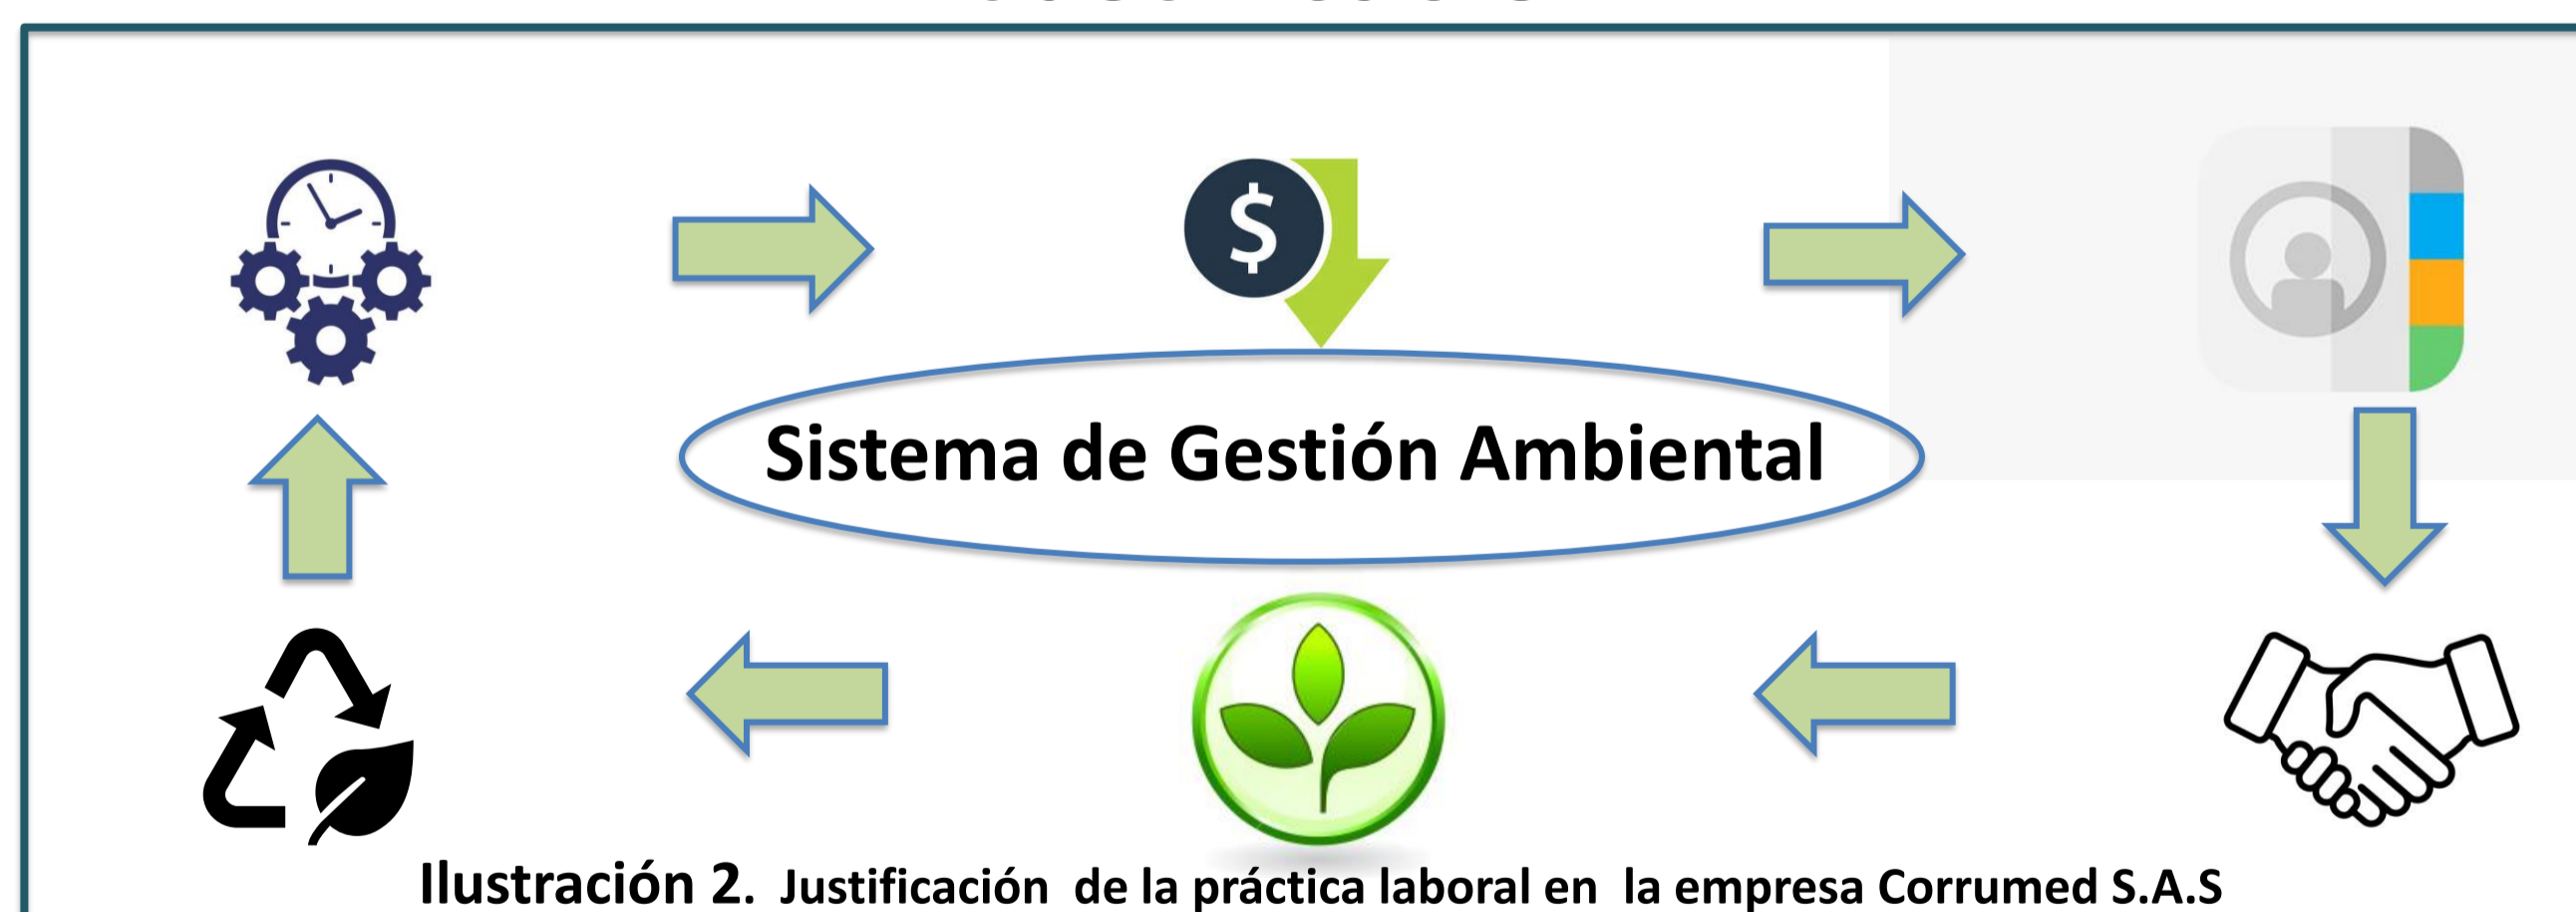 $
Sistema de Gestión Ambiental
Ilustración 2. Justificación de la práctica laboral en la empresa Corrumed S.A.S